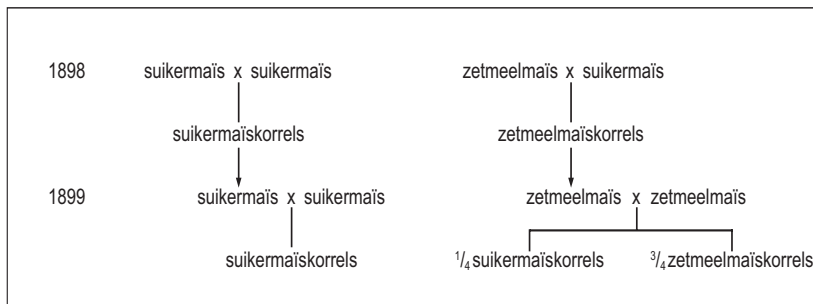 1898 suikermaïs x suikermaïs zetmeelmaïs x suikermaïs
suikermaïskorrels zetmeelmaïskorrels
1899 suikermaïs x suikermaïs zetmeelmaïs x zetmeelmaïs
suikermaïskorrels 1/4 suikermaïskorrels 3/4 zetmeelmaïskorrels